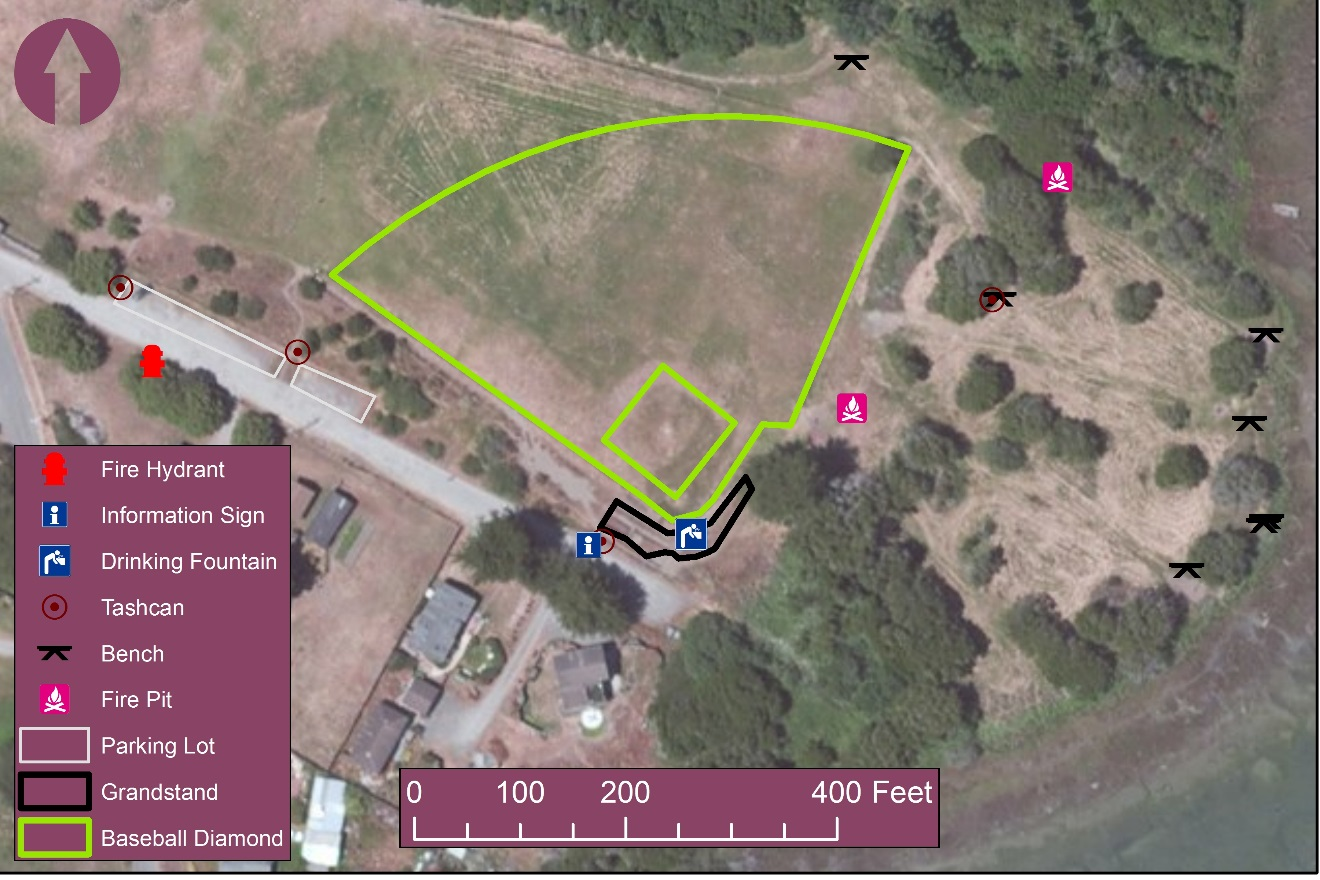 Fire Hydrant
Information Sign
Drinking Fountain
Tashcan
Bench
Fire Pit
Parking Lot
Grandstand
Baseball Diamond
0 100 200 400 Feet